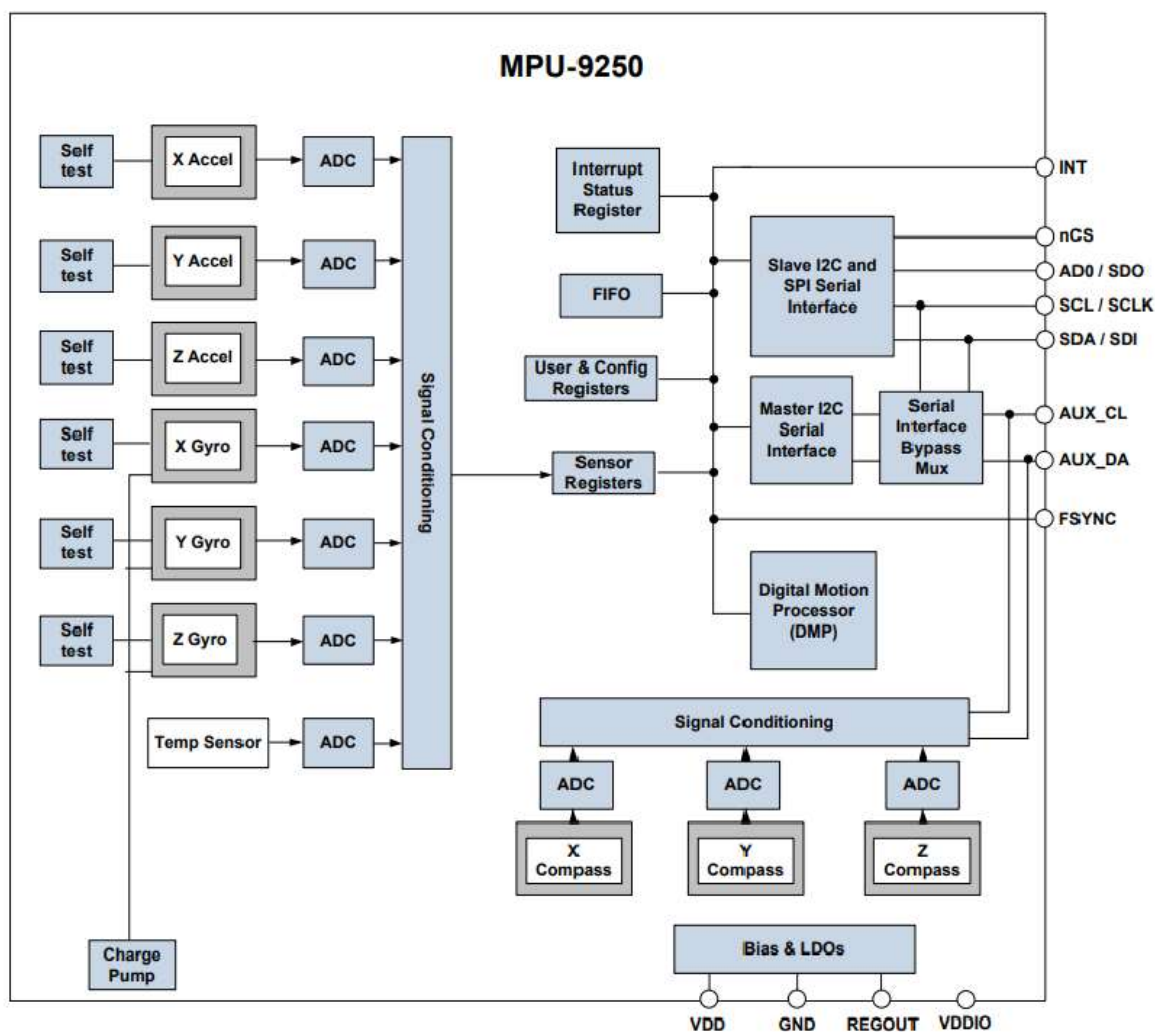 MPU-9250
Self
test
X Accel
ADC
Self
test
Y Accel
ADC
Self
test
Z Accel
ADC
Self
test
X Gyro
ADC
Self
test
Y Gyro
ADC
Self
test
Z Gyro
ADC
Temp Sensor
ADC
Signal Conditioning
Charge
Pump
Interrupt
Status
Register
FIFO
User & Config
Registers
Sensor
Registers
Slave I2C and
SPI Serial
Interface
Master I2C
Serial
Interface
Serial
Interface
Bypass
Mux
Digital Motion
Processor
(DMP)
INT
nCS
AD0 / SDO
SCL / SCLK
SDA / SDI
AUX_CL
AUX_DA
FSYNC
Signal Conditioning
ADC
ADC
ADC
X
Compass
Y
Compass
Z
Compass
Bias & LDOs
VDD
GND
REGOUT
VDDIO